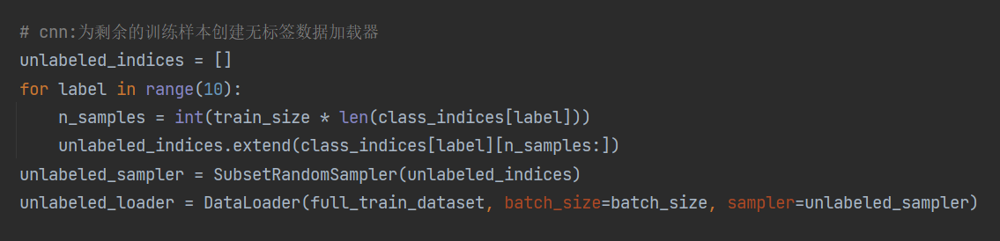 # cnn:为剩余的训练样本创建无标签数据加载器
unlabeled_indices = []
for label in range(10):
    n_samples = int(train_size * len(class_indices[label]))
    unlabeled_indices.extend(class_indices[label][n_samples:])
unlabeled_sampler = SubsetRandomSampler(unlabeled_indices)
unlabeled_loader = DataLoader(full_train_dataset, batch_size=batch_size, sampler=unlabeled_sampler)